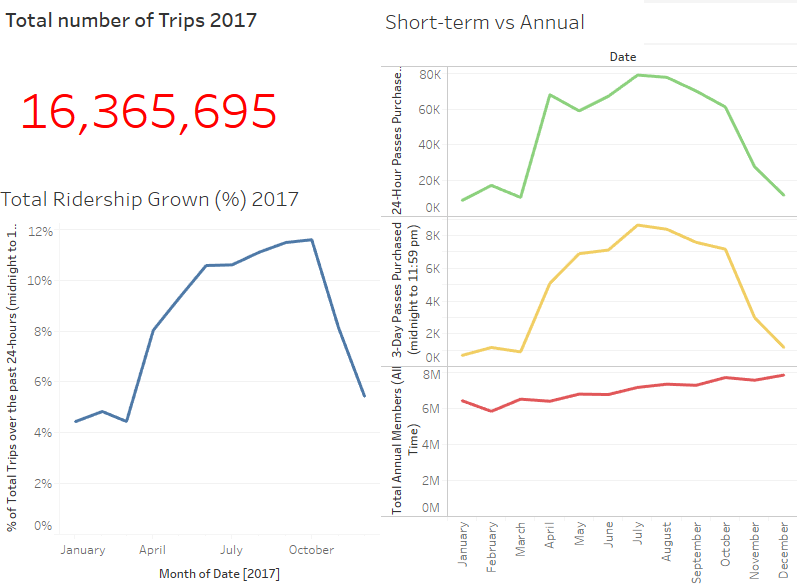 Total number of Trips 2017
16,365,695
Total Ridership Grown (%) 2017
% of Total Trips over the past 24-hours (midnight to 1..
12%
10%
8%
6%
4%
2%
0%
January
April
July
October
Month of Date [2017]
Short-term vs Annual
Date
24-Hour Passes Purchase..
80K
60K
40K
20K
0K
3-Day Passes Purchased
(midnight to 11:59 pm)
8K
6K
4K
2K
0K
Total Annual Members (All
Time)
8M
6M
4M
2M
0M
January
February
March
April
May
June
July
August
September
October
November
December